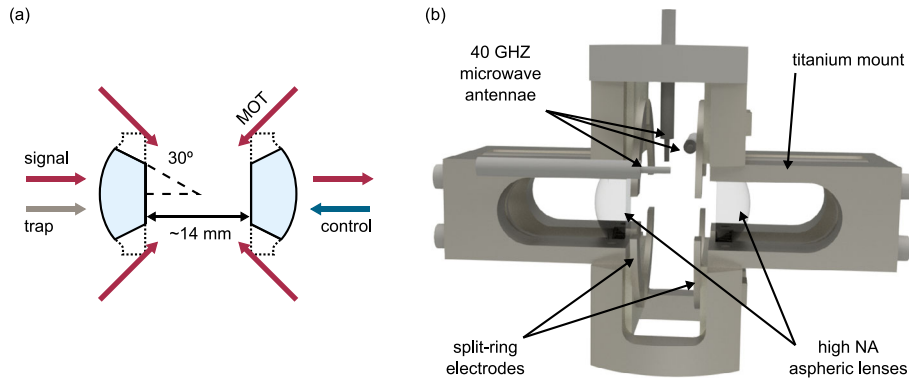 (a)
MOT
30º
signal
trap
control
~14 mm
(b)
40 GHZ
microwave
antennae
titanium mount
split-ring
electrodes
high NA
aspheric lenses